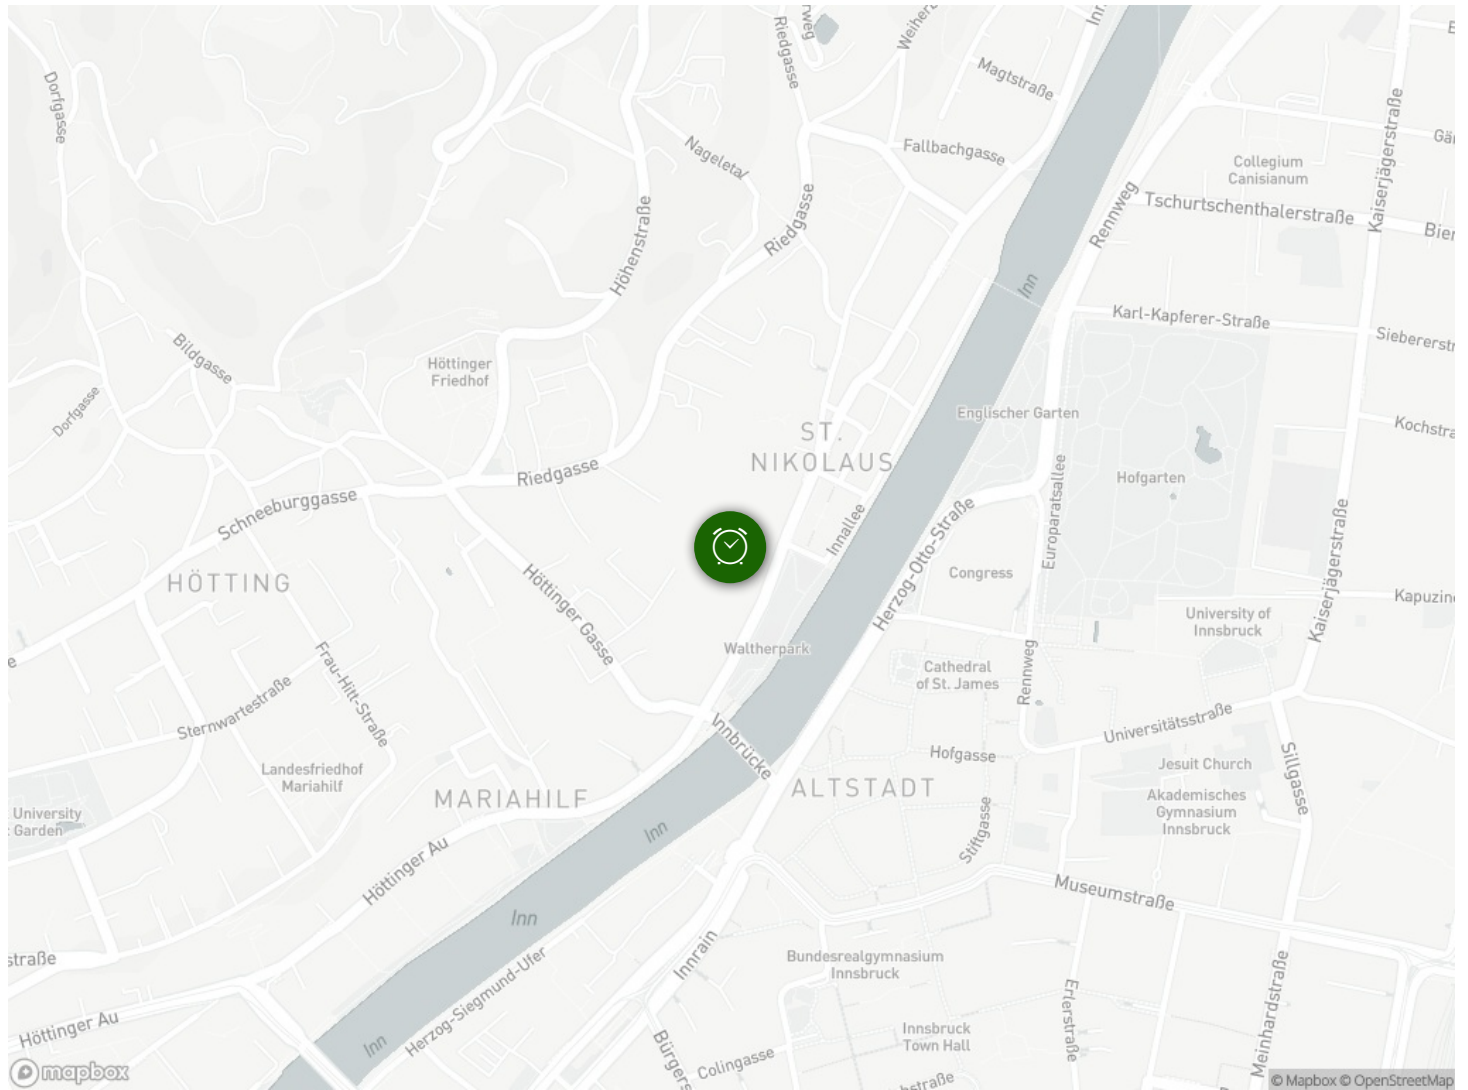 Dorfgasse
Riedgasse
Weiherb
Magtstraße
Nageletal
Fallbachgasse
Collegium
Canisianum
Kaiserjägerstraße
Tschurtschenthalerstraße
Rennweg
Höhenstraße
Riedgasse
Inn
Karl-Kapferer-Straße
Siebererstr
Bildgasse
Höttinger
Friedhof
Dorfgasse
Englischer Garten
Kochstra
ST.
NIKOLAUS
Riedgasse
Hofgarten
Schneeburggasse
Innallee
Europaratsallee
Herzog-Otto-Straße
Kaiserjägerstraße
HÖTTING
Höttinger Gasse
Congress
Kapuzin
University of
Innsbruck
Waltherpark
Cathedral
of St. James
Frau-Hitt-Straße
Sternwartestraße
Rennweg
Universitätsstraße
Innbrücke
Hofgasse
Jesuit Church
Sillgasse
Landesfriedhof
Mariahilf
MARIAHILF
ALTSTADT
Akademisches
Gymnasium
Innsbruck
University
Garden
Inn
Stiftgasse
Höttinger Au
Museumstraße
Inn
straße
Innrain
Bundesrealgymnasium
Innsbruck
Herzog-Siegmund-Ufer
Meinhardstraße
Erlerstraße
Höttinger Au
Inn
Innsbruck
Town Hall
Bürgers
Colingasse
straße
mapbox
© Mapbox © OpenStreetMap